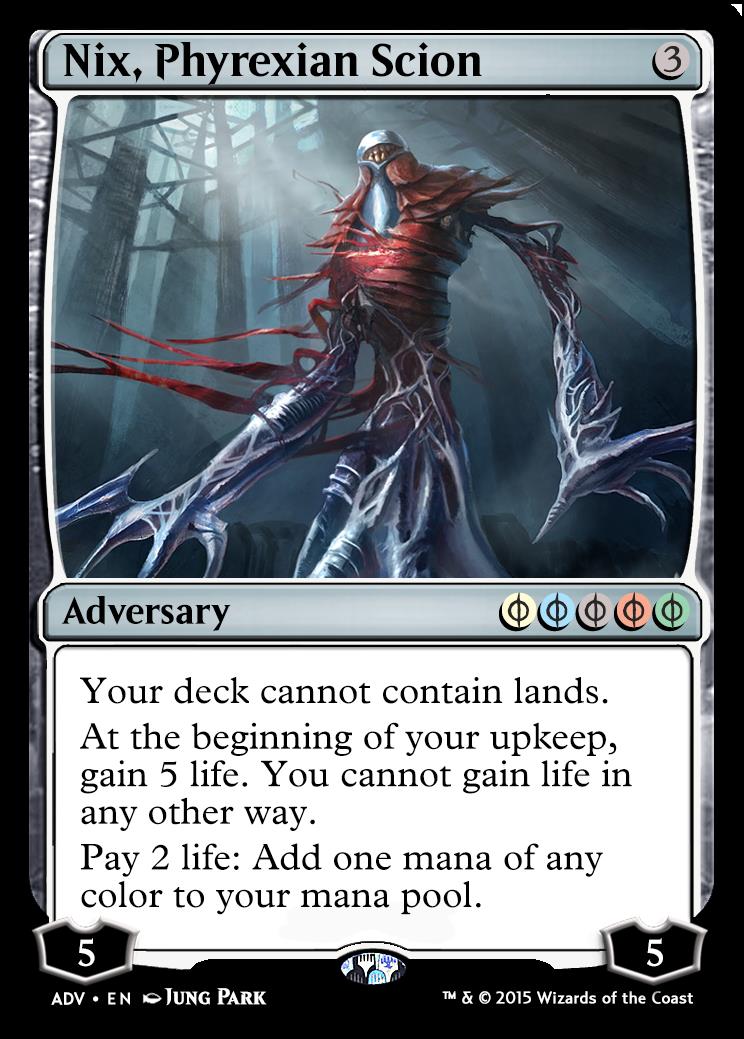 Nix, Phyrexian Scion 3
Adversary
Your deck cannot contain lands.
At the beginning of your upkeep,
gain 5 life. You cannot gain life in
any other way.
Pay 2 life: Add one mana of any
color to your mana pool.
5 5
ADV • EN Jung Park ™ & © 2015 Wizards of the Coast